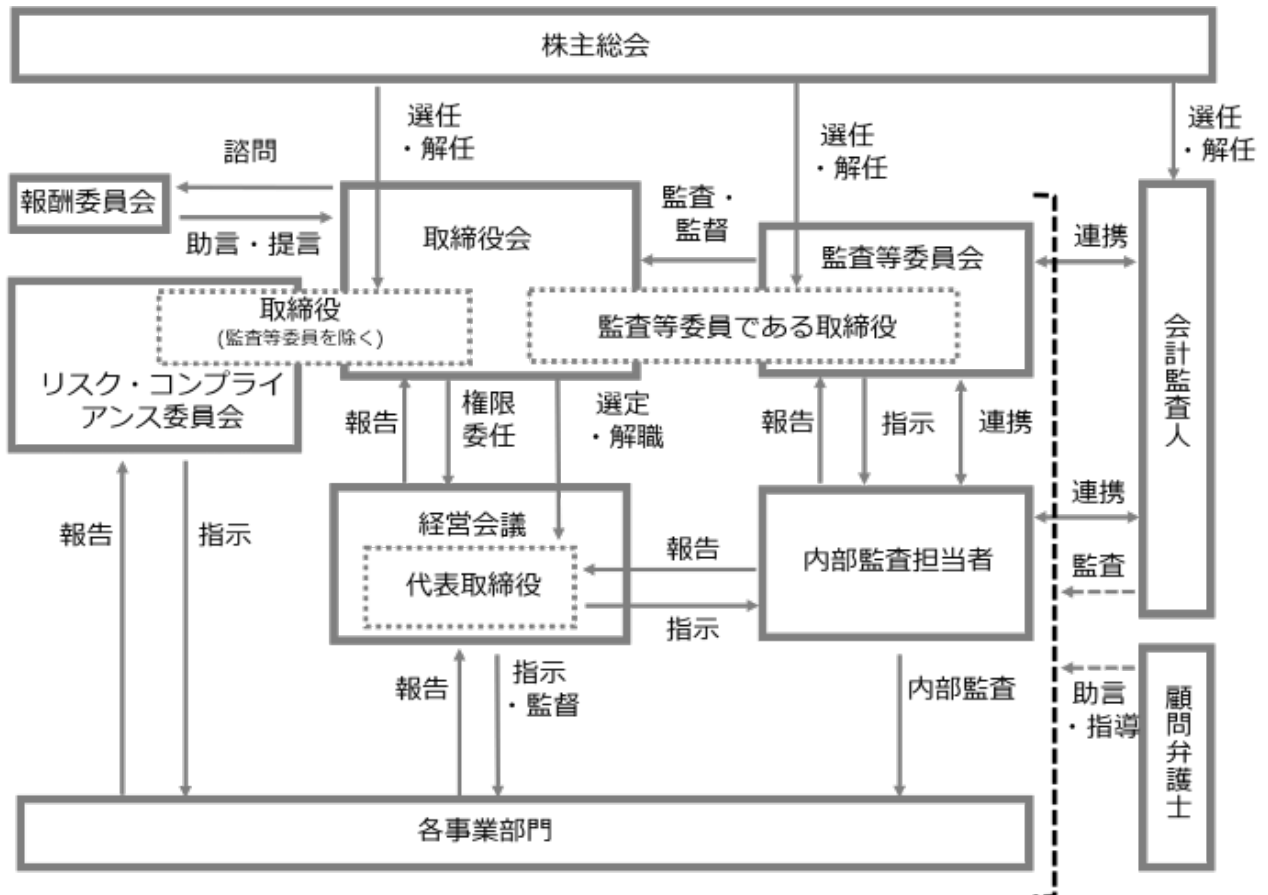 株主総会
選任
・解任
選任
・解任
選任
・解任
諮問
報酬委員会
助言・提言
取締役会
監査・
監督
監査等委員会
連携
取締役
(監査等委員を除く)
監査等委員である取締役
会計監査人
リスク・コンプライ
アンス委員会
報告
権限
委任
選定
・解職
報告
指示
連携
報告
指示
経営会議
代表取締役
報告
指示
内部監査担当者
連携
監査
報告
指示
・監督
内部監査
助言
・指導
顧問弁護士
各事業部門